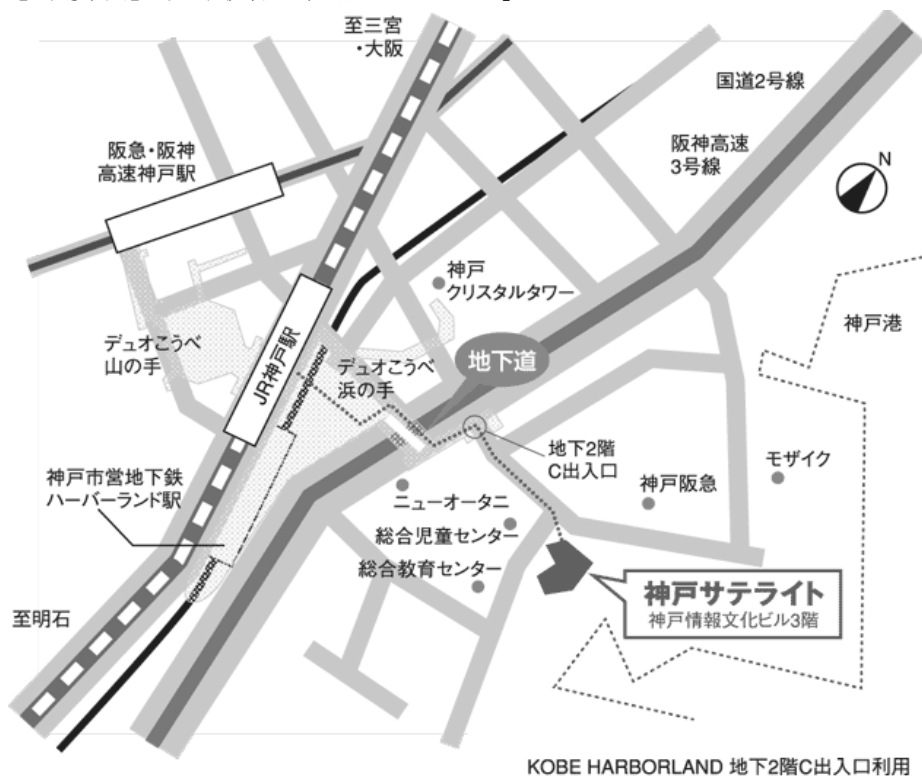 至三宮
・大阪
国道2号線
阪神高速
3号線
N
阪急・阪神
高速神戸駅
神戸
クリスタルタワー
神戸港
デュオこうべ
山の手
JR神戸駅
デュオこうべ
浜の手
地下道
地下2階
C出入口
モザイク
神戸阪急
神戸市営地下鉄
ハーバーランド駅
ニューオータニ
総合児童センター
総合教育センター
神戸サテライト
神戸情報文化ビル3階
至明石
KOBE HARBORLAND 地下2階C出入口利用